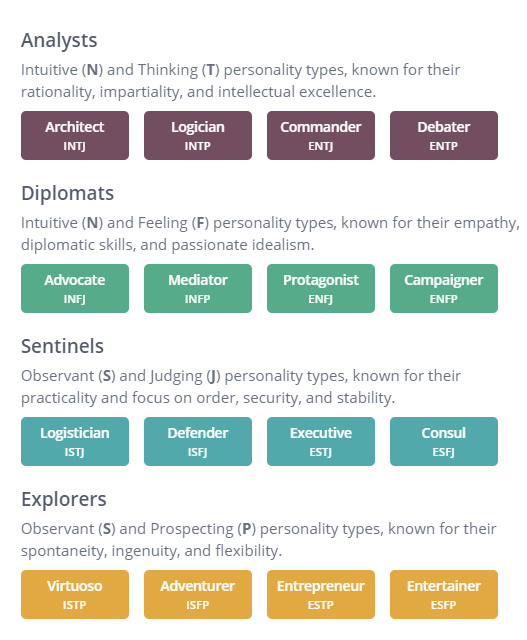 Analysts
Intuitive (N) and Thinking (T) personality types, known for their
rationality, impartiality, and intellectual excellence.
Architect Logician Commander Debater
INTJ INTP ENTJ ENTP
Diplomats
Intuitive (N) and Feeling (F) personality types, known for their empathy,
diplomatic skills, and passionate idealism.
Advocate Mediator Protagonist Campaigner
INFJ INFP ENFJ ENFP
Sentinels
Observant (S) and Judging (J) personality types, known for their
practicality and focus on order, security, and stability.
Logistician Defender Executive Consul
ISTJ ISFJ ESTJ ESFJ
Explorers
Observant (S) and Prospecting (P) personality types, known for their
spontaneity, ingenuity, and flexibility.
Virtuoso Adventurer Entrepreneur Entertainer
ISTP ISFP ESTP ESFP